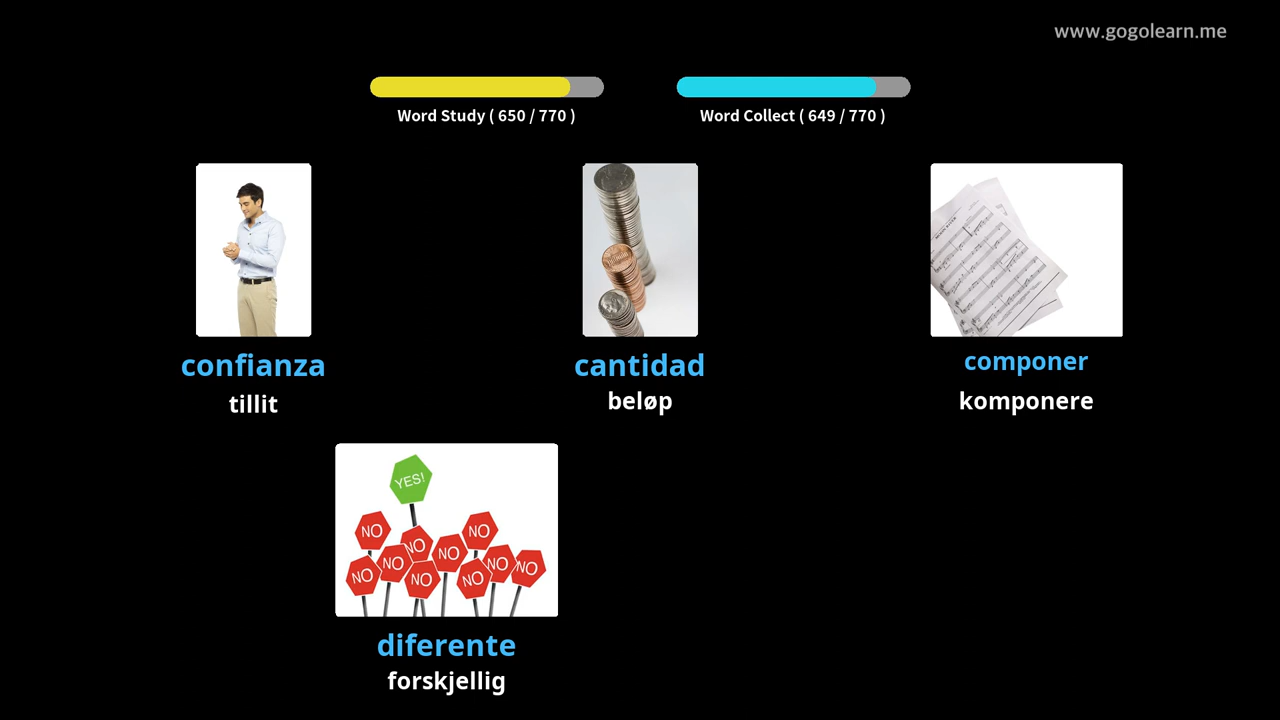 www.gogolearn.me
Word Study ( 650 / 770 )
Word Collect ( 649 / 770 )
confianza
tillit
cantidad
beløp
componer
komponere
YES!
NO
NO
NO
NO
NO
NO
NO
NO
NO
NO
diferente
forskjellig